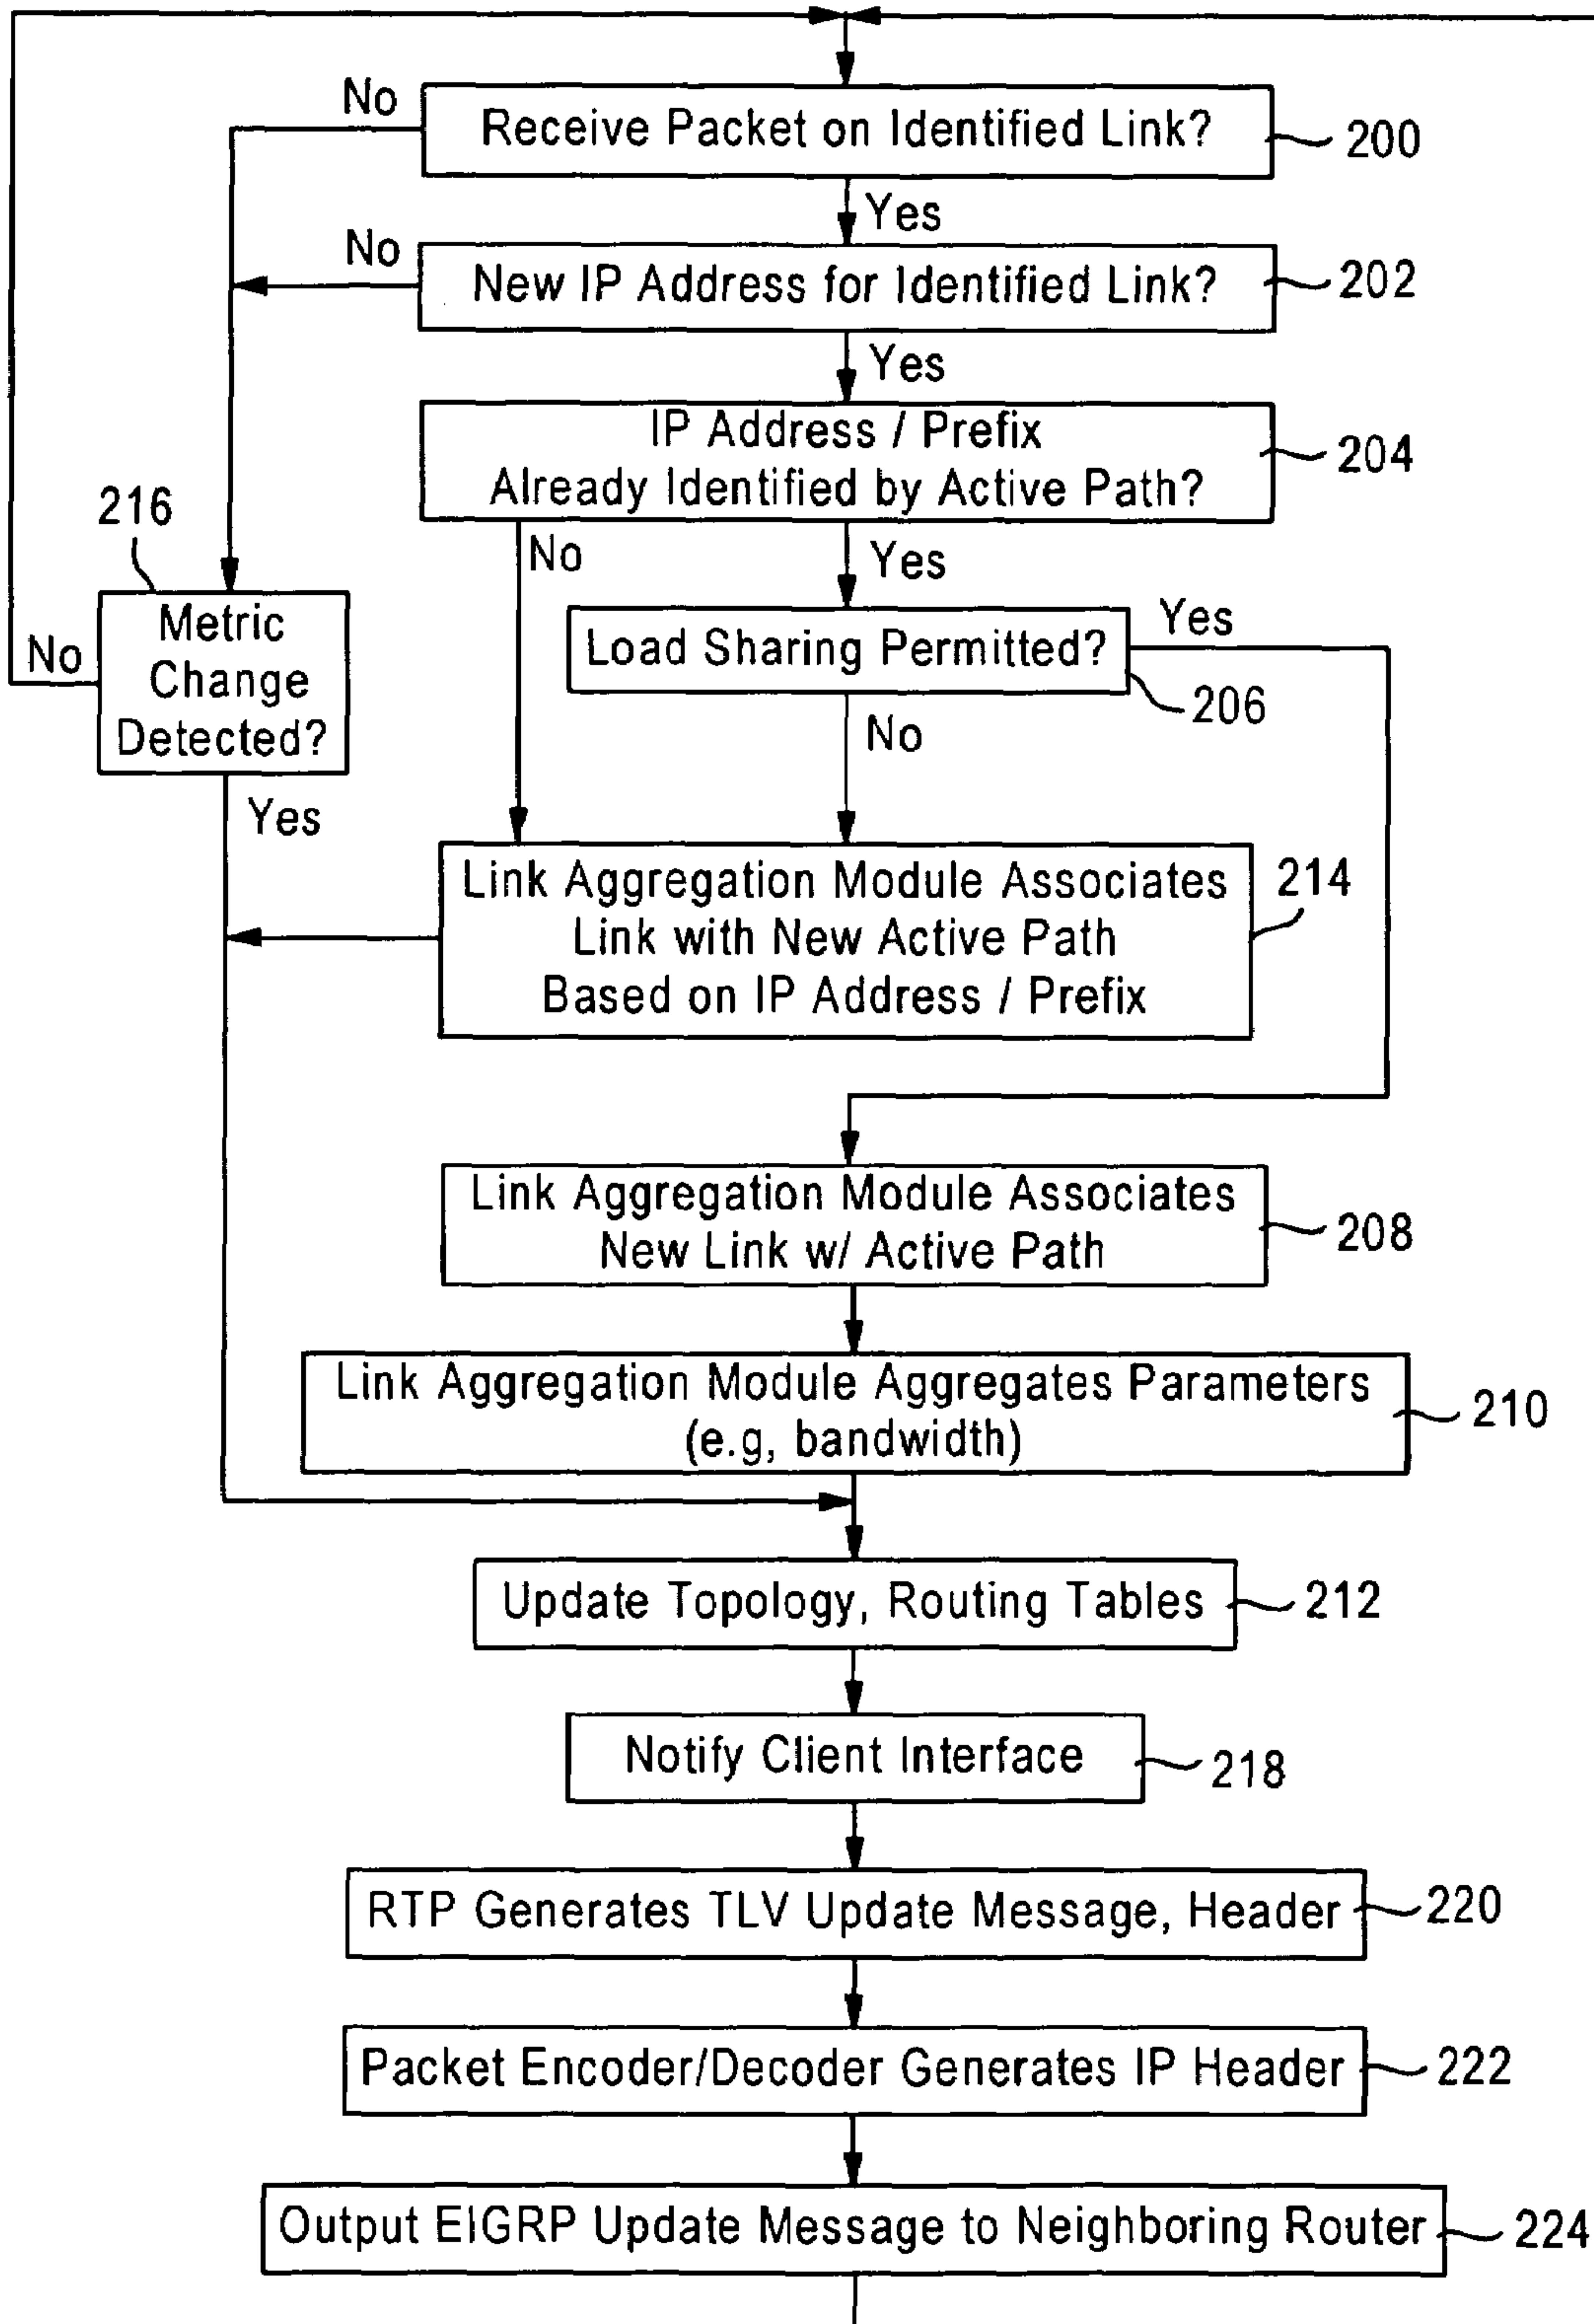 No
Receive Packet on Identified Link?
200
Yes
No
New IP Address for Identified Link?
202
Yes
IP Address / Prefix
Already Identified by Active Path?
204
216
No
Yes
Metric
Change
Detected?
No
Load Sharing Permitted?
Yes
206
No
Yes
Link Aggregation Module Associates
Link with New Active Path
Based on IP Address / Prefix
214
Link Aggregation Module Associates
New Link w/ Active Path
208
Link Aggregation Module Aggregates Parameters
(e.g, bandwidth)
210
Update Topology, Routing Tables
212
Notify Client Interface
218
RTP Generates TLV Update Message, Header
220
Packet Encoder/Decoder Generates IP Header
222
Output EIGRP Update Message to Neighboring Router
224